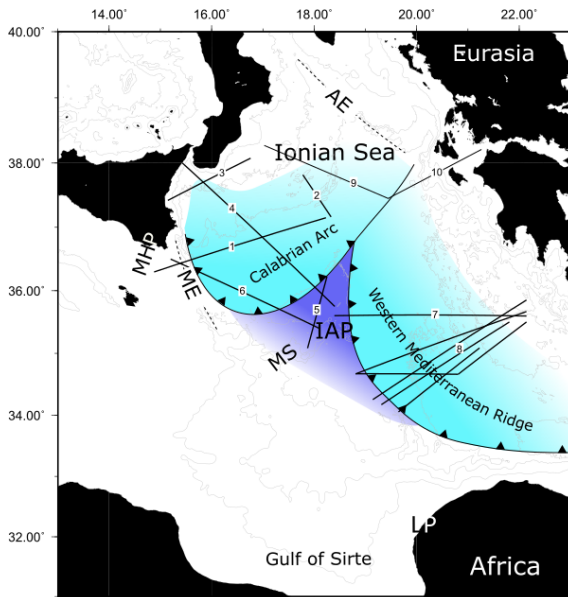 14.00˚ 16.00˚ 18.00˚ 20.00˚ 22.00˚
40.00˚
Eurasia
AE
Ionian Sea
38.00˚
3
9
10
2
4
MHP
1
Calabrian Arc
ME
6
36.00˚
5
IAP
7
MS
8
Western Mediterranean Ridge
34.00˚
LP
32.00˚
Gulf of Sirte
Africa